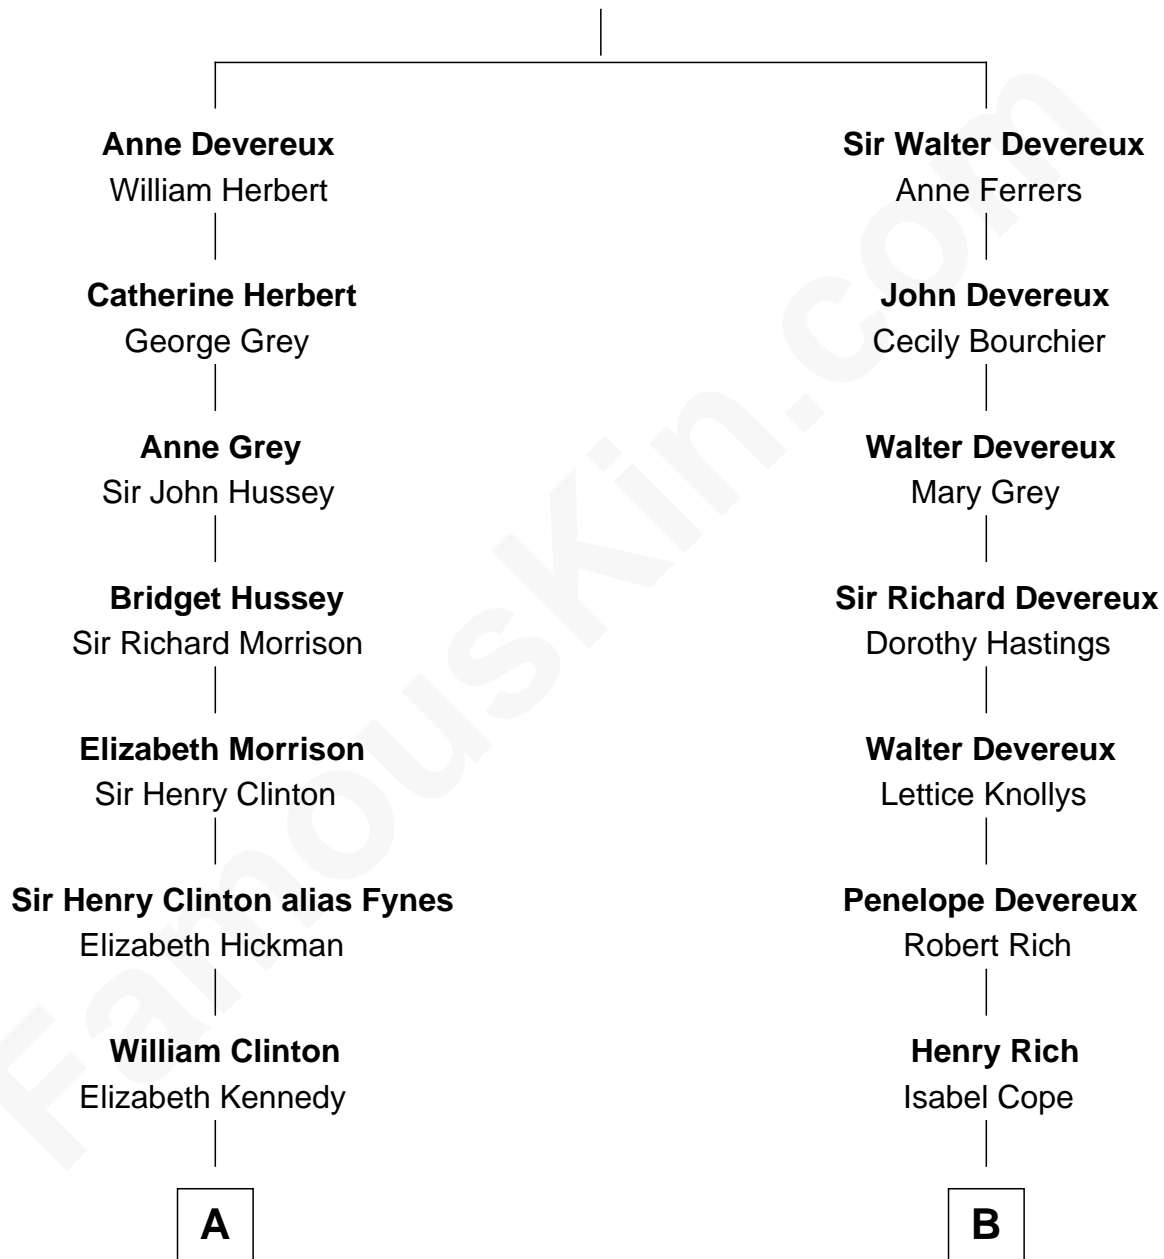 Anne Devereux
William Herbert
Catherine Herbert
George Grey
Anne Grey
Sir John Hussey
Bridget Hussey
Sir Richard Morrison
Elizabeth Morrison
Sir Henry Clinton
Sir Henry Clinton alias Fynes
Elizabeth Hickman
William Clinton
Elizabeth Kennedy
A
Sir Walter Devereux
Anne Ferrers
John Devereux
Cecily Bourchier
Walter Devereux
Mary Grey
Sir Richard Devereux
Dorothy Hastings
Walter Devereux
Lettice Knollys
Penelope Devereux
Robert Rich
Henry Rich
Isabel Cope
B
FamousKin.com